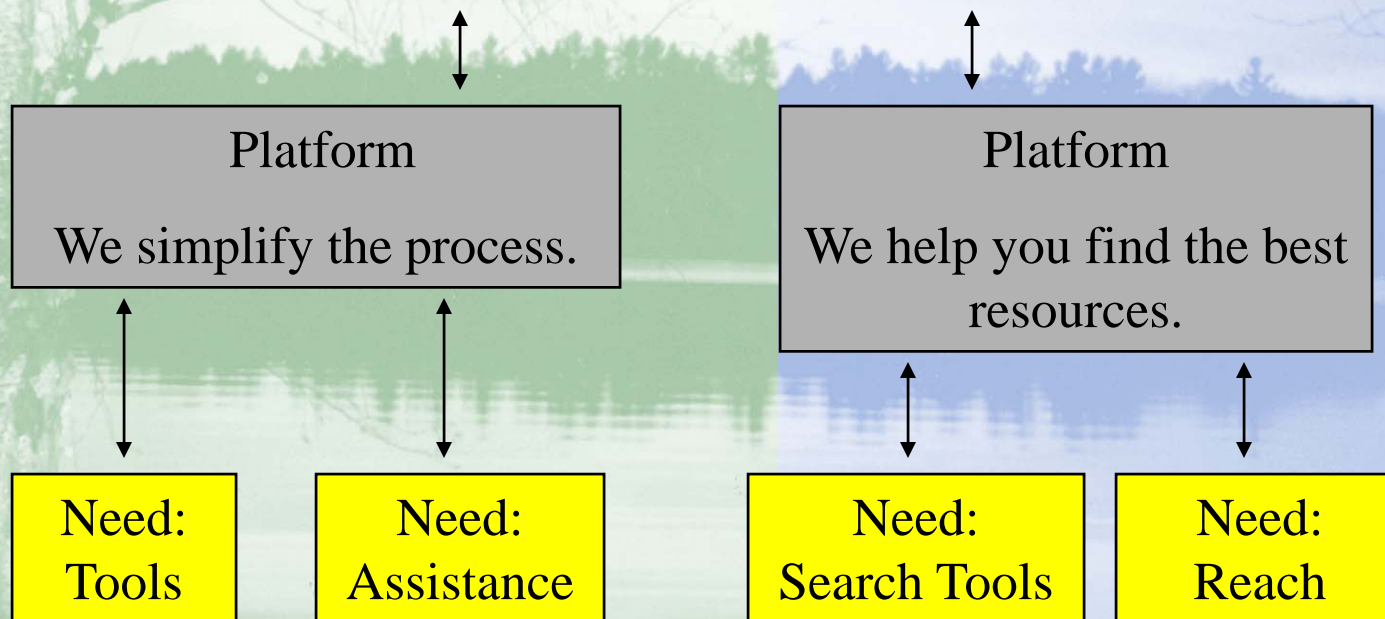 Platform
We simplify the process.
Platform
We help you find the best
resources.
Need:
Tools
Need:
Assistance
Need:
Search Tools
Need:
Reach